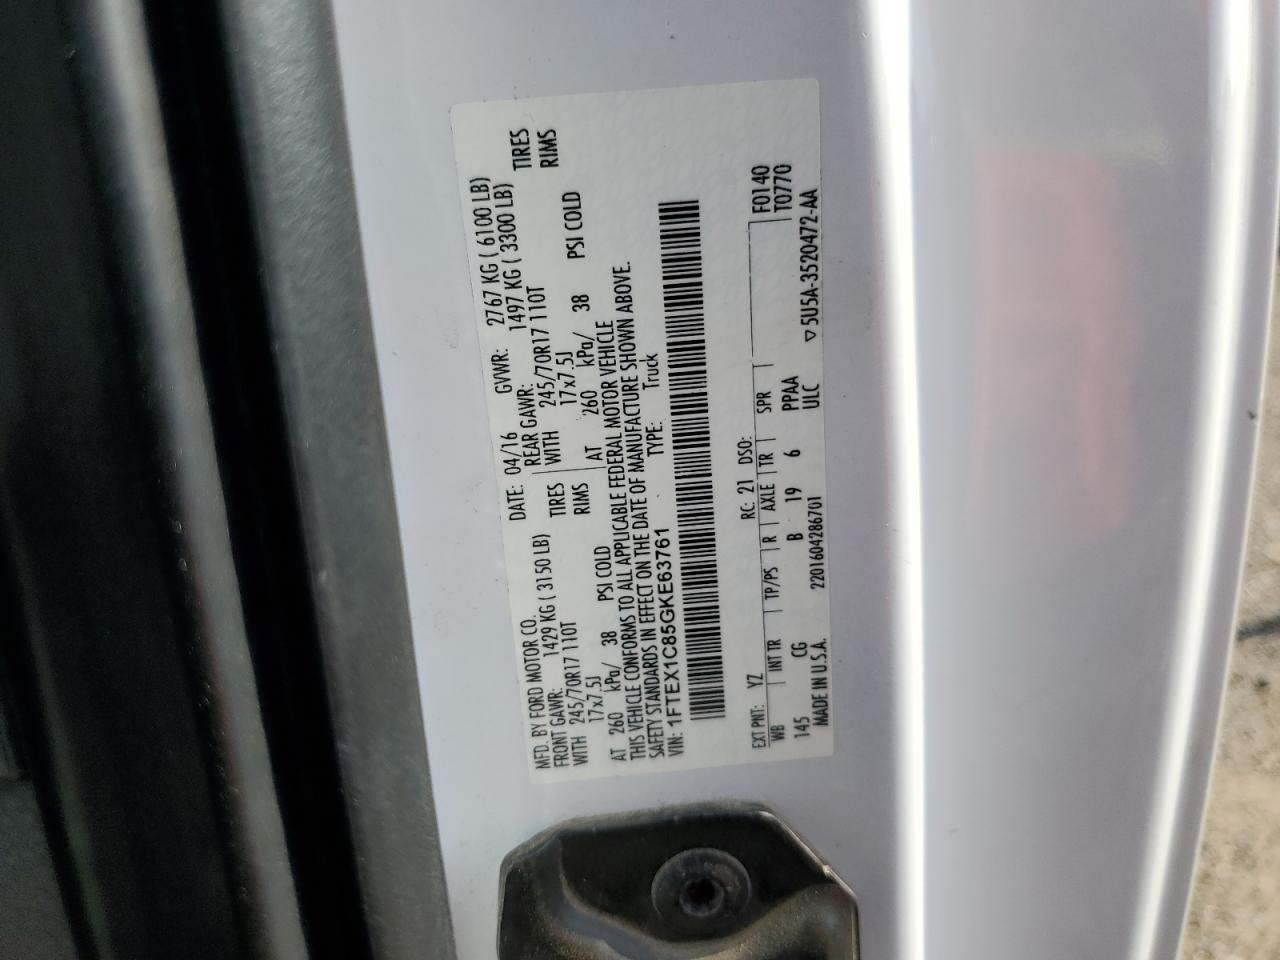 MFD. BY FORD MOTOR CO. DATE: 04/16 GVWR: 2767 KG ( 6100 LB)
FRONT GAWR: 1429 KG ( 3150 LB) REAR GAWR: 1497 KG ( 3300 LB)
WITH 245/70R17 110T TIRES WITH 245/70R17 110T TIRES
17x7.5J RIMS 17x7.5J RIMS
AT 260 kPa/ 38 PSI COLD AT 260 kPa/ 38 PSI COLD
THIS VEHICLE CONFORMS TO ALL APPLICABLE FEDERAL MOTOR VEHICLE
SAFETY STANDARDS IN EFFECT ON THE DATE OF MANUFACTURE SHOWN ABOVE.
VIN: 1FTEX1C85GKE63761 TYPE: Truck
EXT PNT: YZ RC: 21 DSO: F0140
WB INT TR TP/PS R AXLE TR SPR T0770
145 CG B 19 6 PPAA ▽5U5A-3520472-AA
MADE IN U.S.A. 2201604286701 ULC